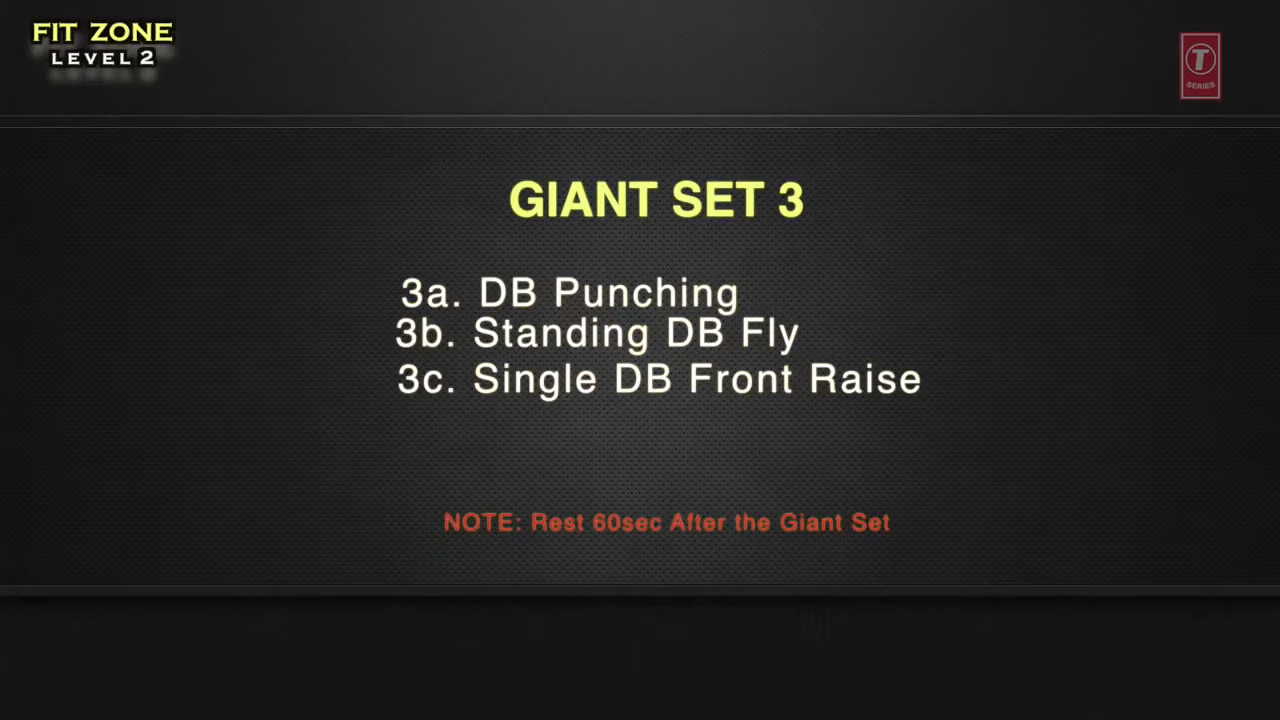 FIT ZONE
LEVEL 2
T
SERIES
GIANT SET 3
3a. DB Punching
3b. Standing DB Fly
3c. Single DB Front Raise
NOTE: Rest 60sec After the Giant Set